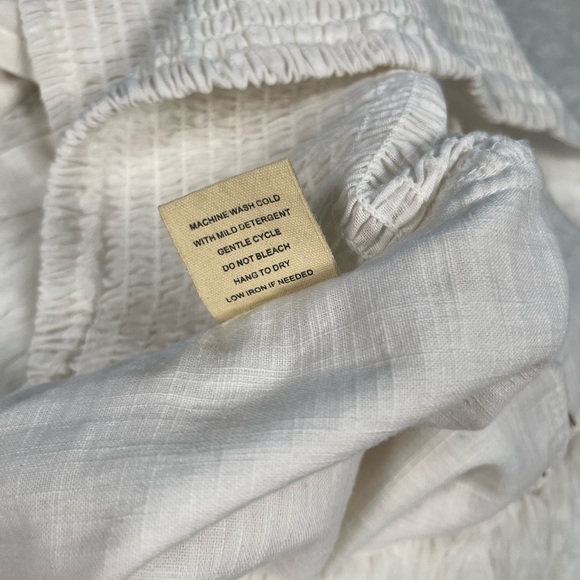 MACHINE WASH COLD
WITH MILD DETERGENT
GENTLE CYCLE
DO NOT BLEACH
HANG TO DRY
LOW IRON IF NEEDED